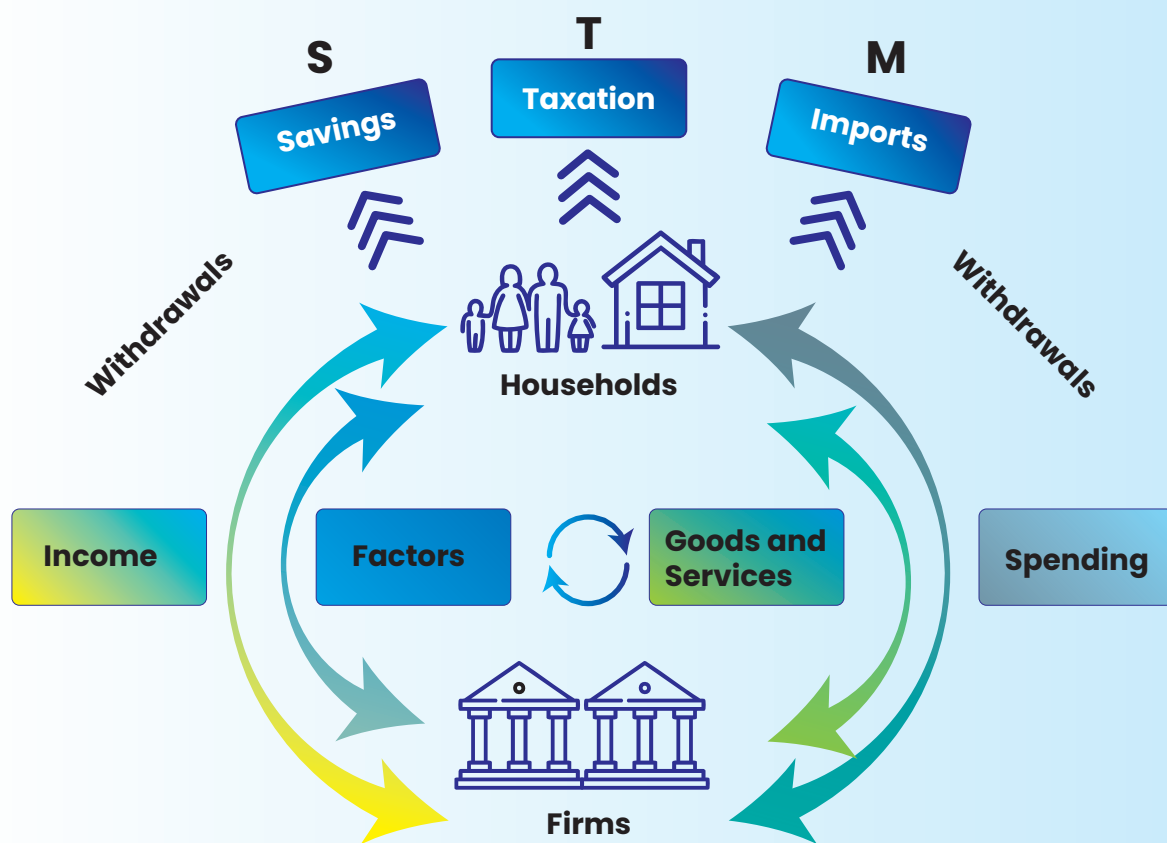 S
T
M
Savings
Taxation
Imports
Withdrawals
Withdrawals
Households
Income
Factors
Goods and
Services
Spending
Firms